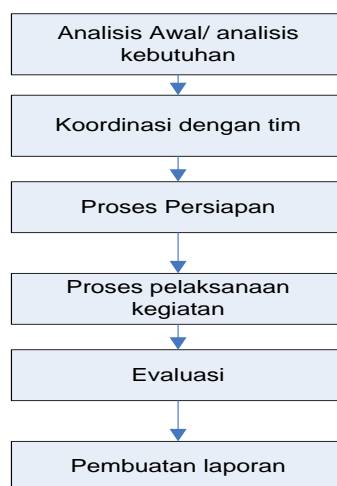 Analisis Awal/ analisis
kebutuhan
Koordinasi dengan tim
Proses Persiapan
Proses pelaksanaan
kegiatan
Evaluasi
Pembuatan laporan